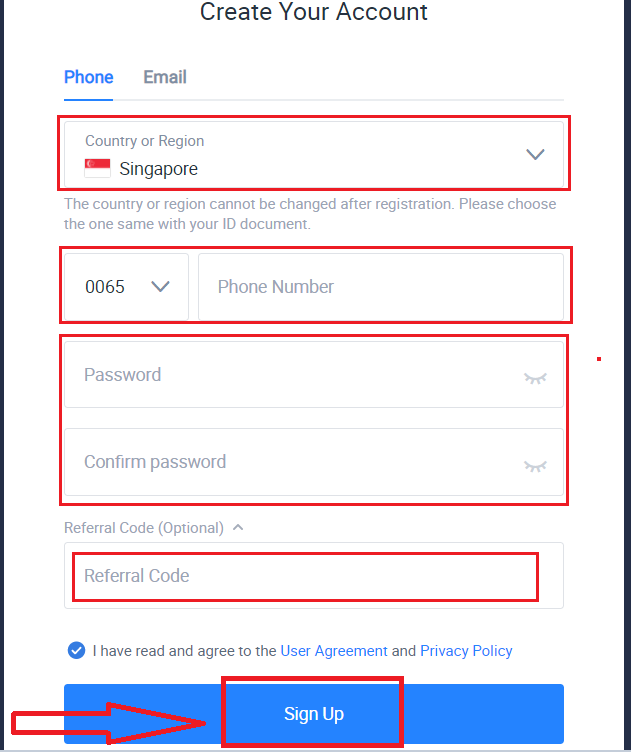 Create Your Account
Phone Email
Country or Region
Singapore
The country or region cannot be changed after registration. Please choose
the one same with your ID document.
0065 Phone Number
Password
Confirm password
Referral Code (Optional)
Referral Code
I have read and agree to the User Agreement and Privacy Policy
Sign Up